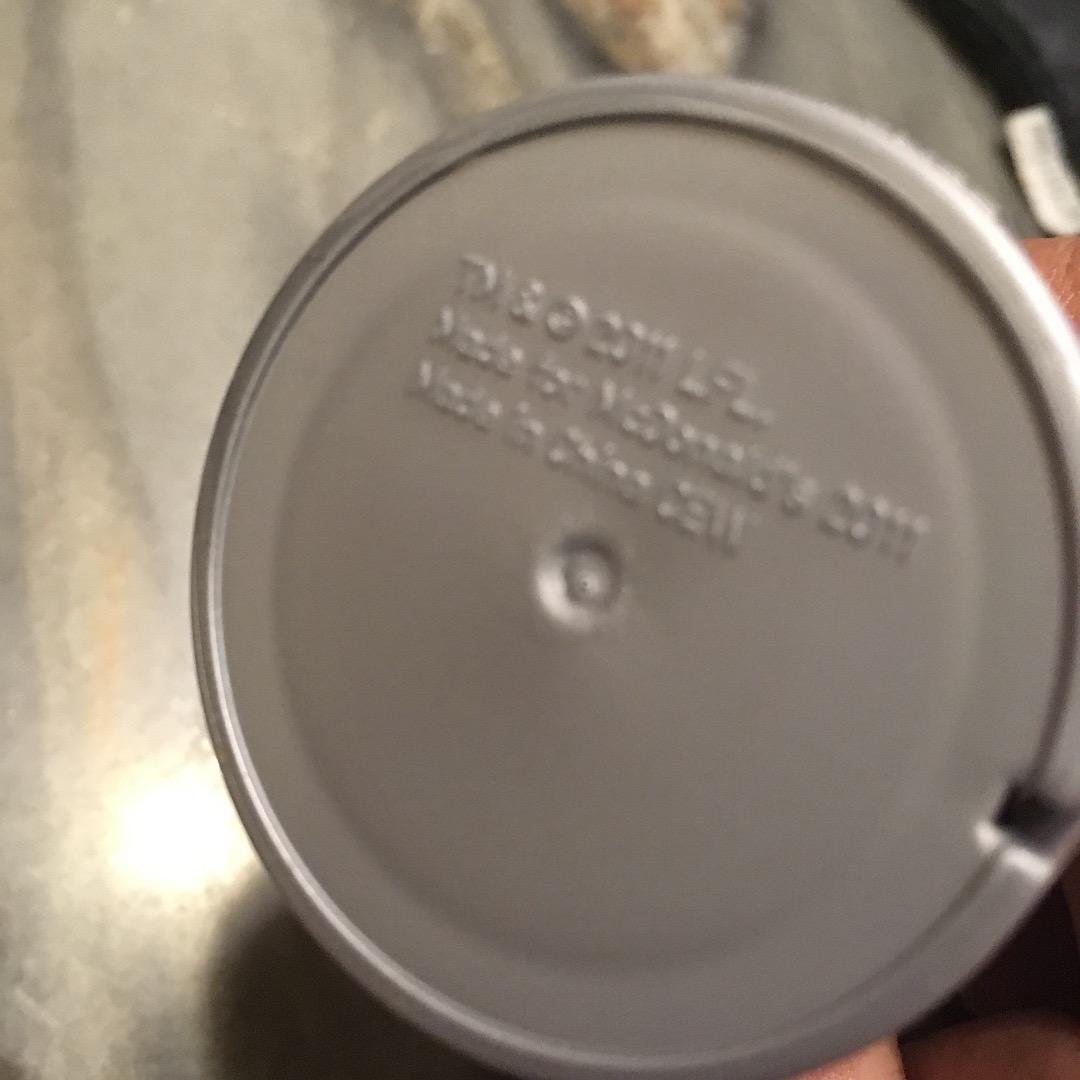 TM & © 2011 LFL.
Made for McDonald's 2011
Made in China